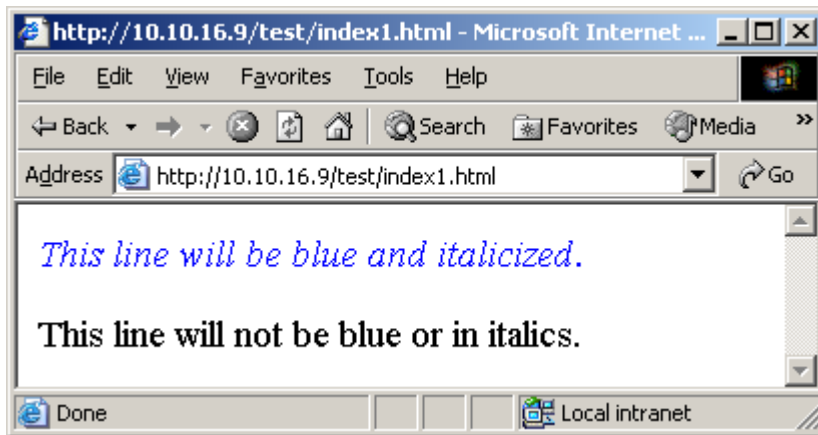 http://10.10.16.9/test/index1.html - Microsoft Internet ...
File Edit View Favorites Tools Help
Back Search Favorites Media »
Address http://10.10.16.9/test/index1.html Go
This line will be blue and italicized.
This line will not be blue or in italics.
Done Local intranet